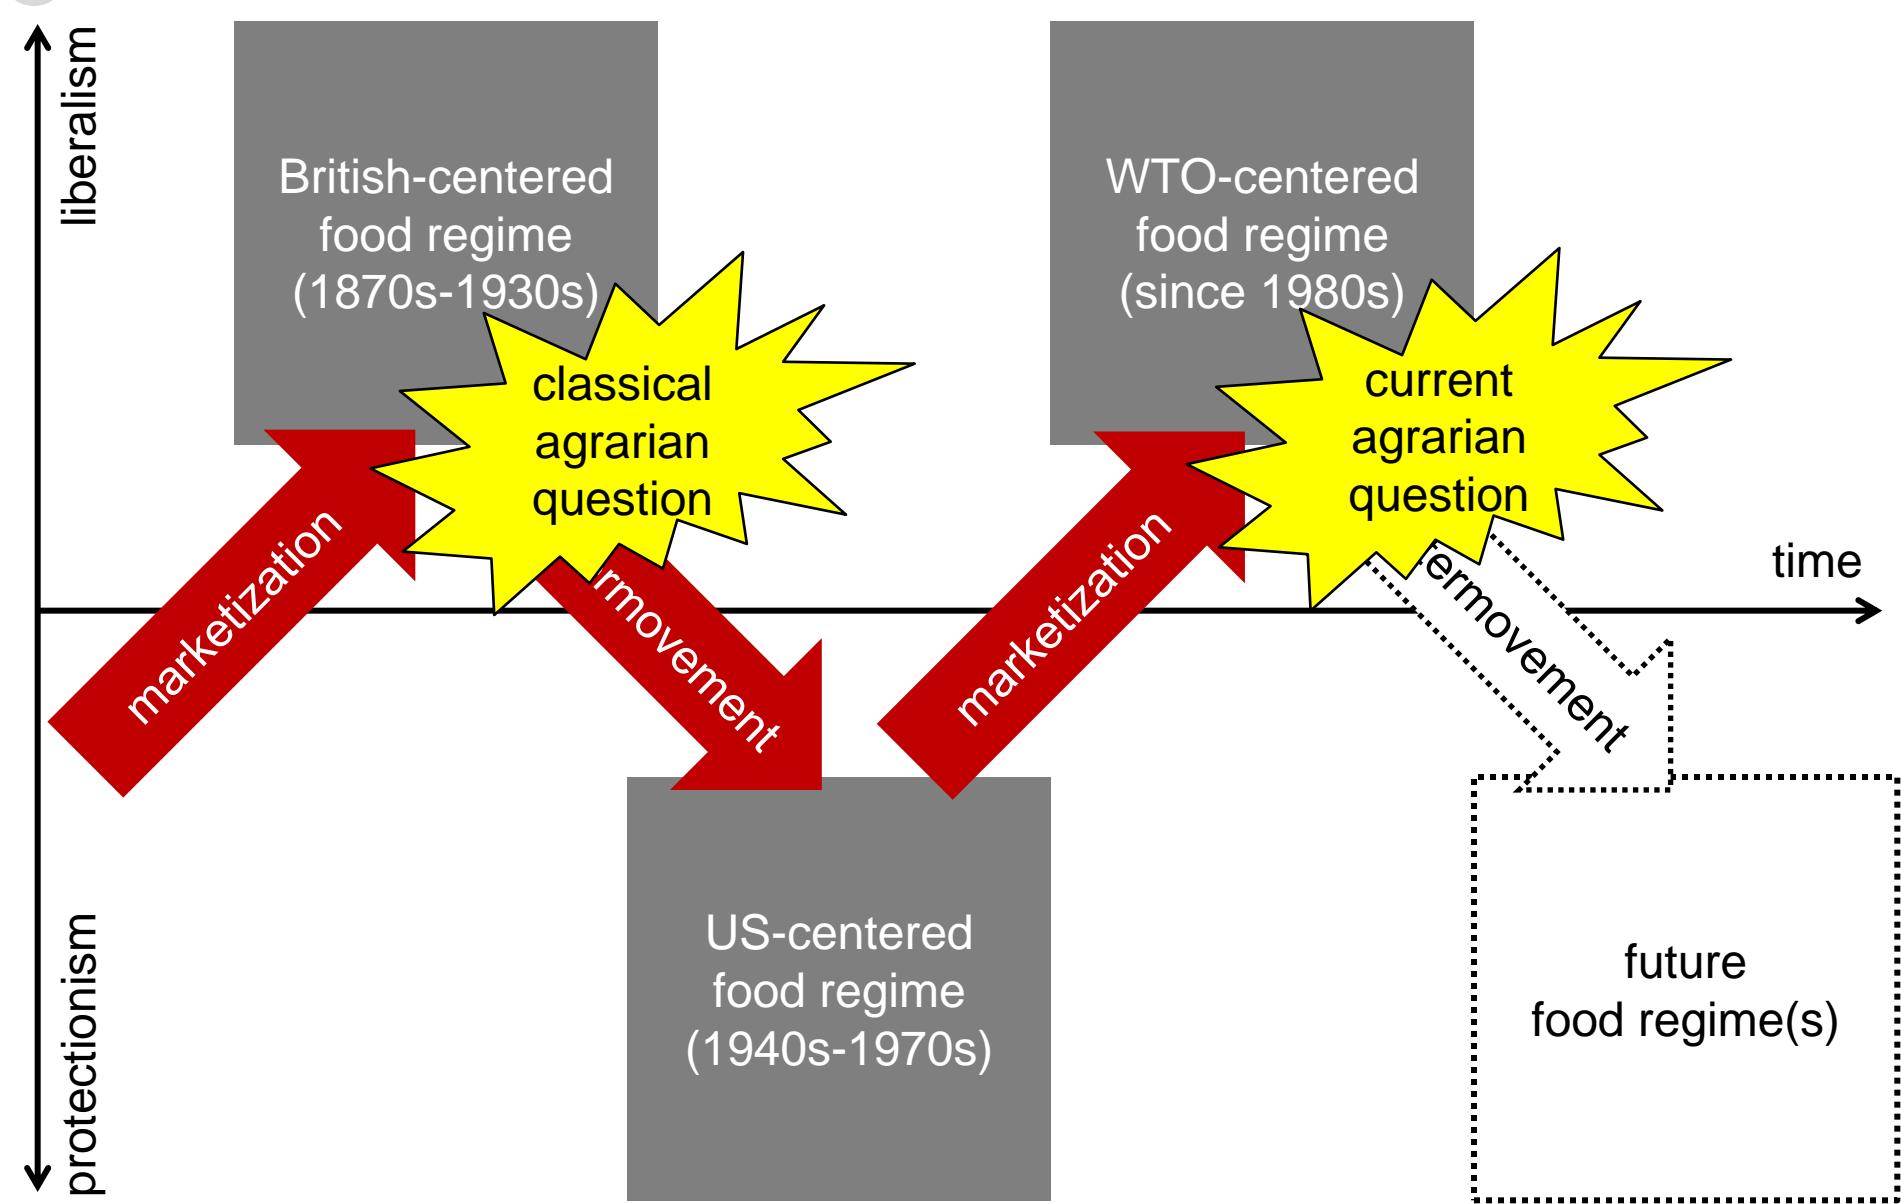 liberalism
British-centered
food regime
(1870s-1930s)
WTO-centered
food regime
(since 1980s)
classical
agrarian
question
current
agrarian
question
marketization
rmovement
marketization
ermovement
time
protectionism
US-centered
food regime
(1940s-1970s)
future
food regime(s)